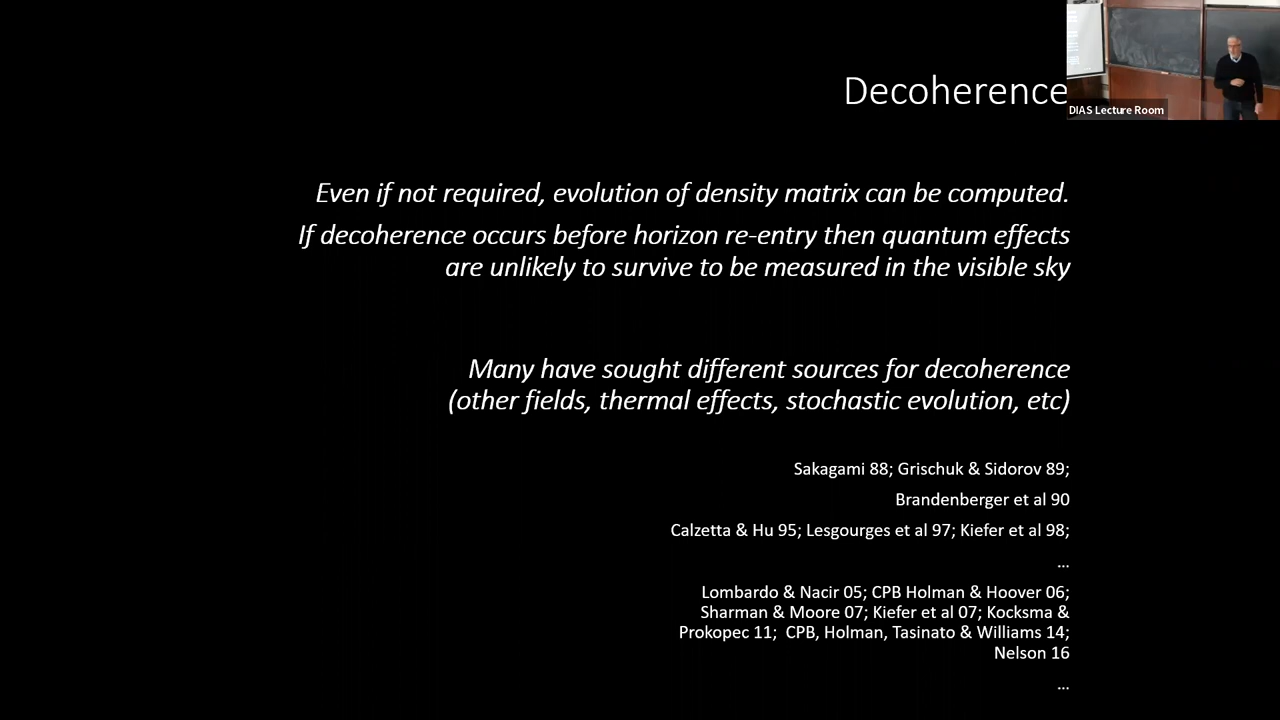 Decoherence
DIAS Lecture Room
Even if not required, evolution of density matrix can be computed.
If decoherence occurs before horizon re-entry then quantum effects
are unlikely to survive to be measured in the visible sky
Many have sought different sources for decoherence
(other fields, thermal effects, stochastic evolution, etc)
Sakagami 88; Grischuk & Sidorov 89;
Brandenberger et al 90
Calzetta & Hu 95; Lesgourges et al 97; Kiefer et al 98;
...
Lombardo & Nacir 05; CPB Holman & Hoover 06;
Sharman & Moore 07; Kiefer et al 07; Kocksma &
Prokopec 11; CPB, Holman, Tasinato & Williams 14;
Nelson 16
...